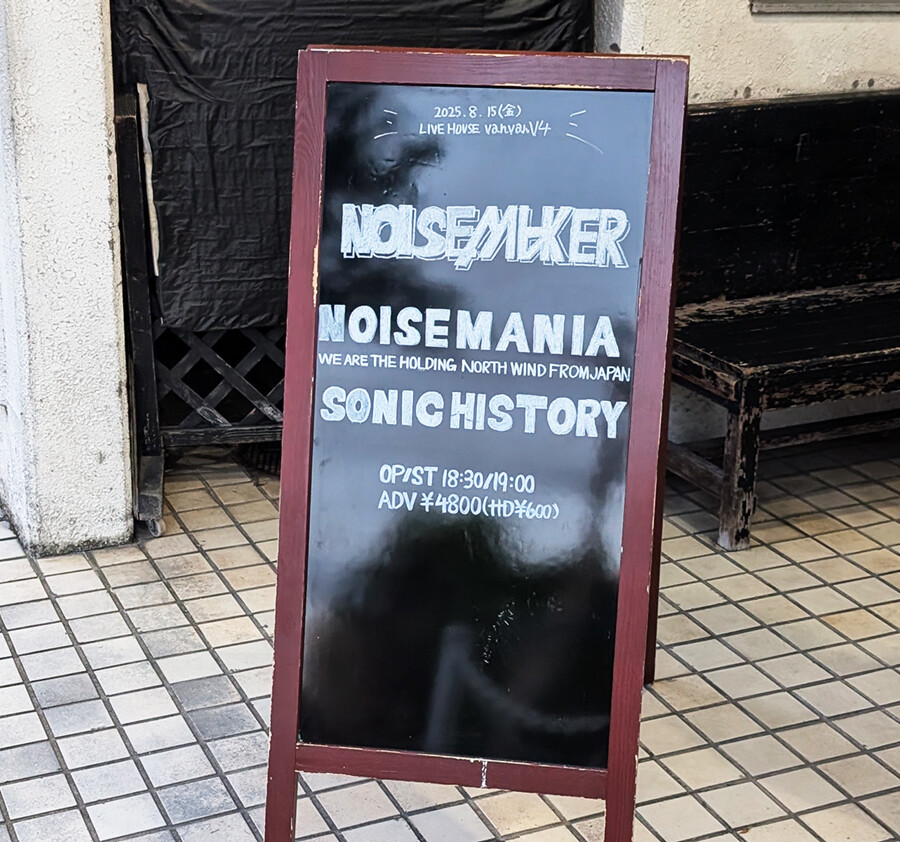 2025.8.15(金)
LIVE HOUSE vanvanV4
NOISEMAKER
NOISEMANIA
WE ARE THE HOLDING NORTH WIND FROM JAPAN
SONIC HISTORY
OP/ST 18:30/19:00
ADV ¥4800(+1D¥600)